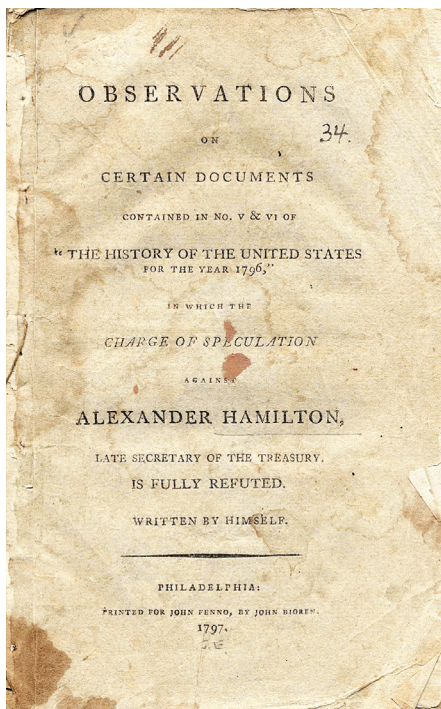 OBSERVATIONS
ON
34.
CERTAIN DOCUMENTS
CONTAINED IN NO. V & VI OF
"THE HISTORY OF THE UNITED STATES
FOR THE YEAR 1796,"
IN WHICH THE
CHARGE OF SPECULATION
AGAINST
ALEXANDER HAMILTON,
LATE SECRETARY OF THE TREASURY,
IS FULLY REFUTED.
WRITTEN BY HIMSELF.
PHILADELPHIA:
PRINTED FOR JOHN FENNO, BY JOHN BIOREN.
1797.